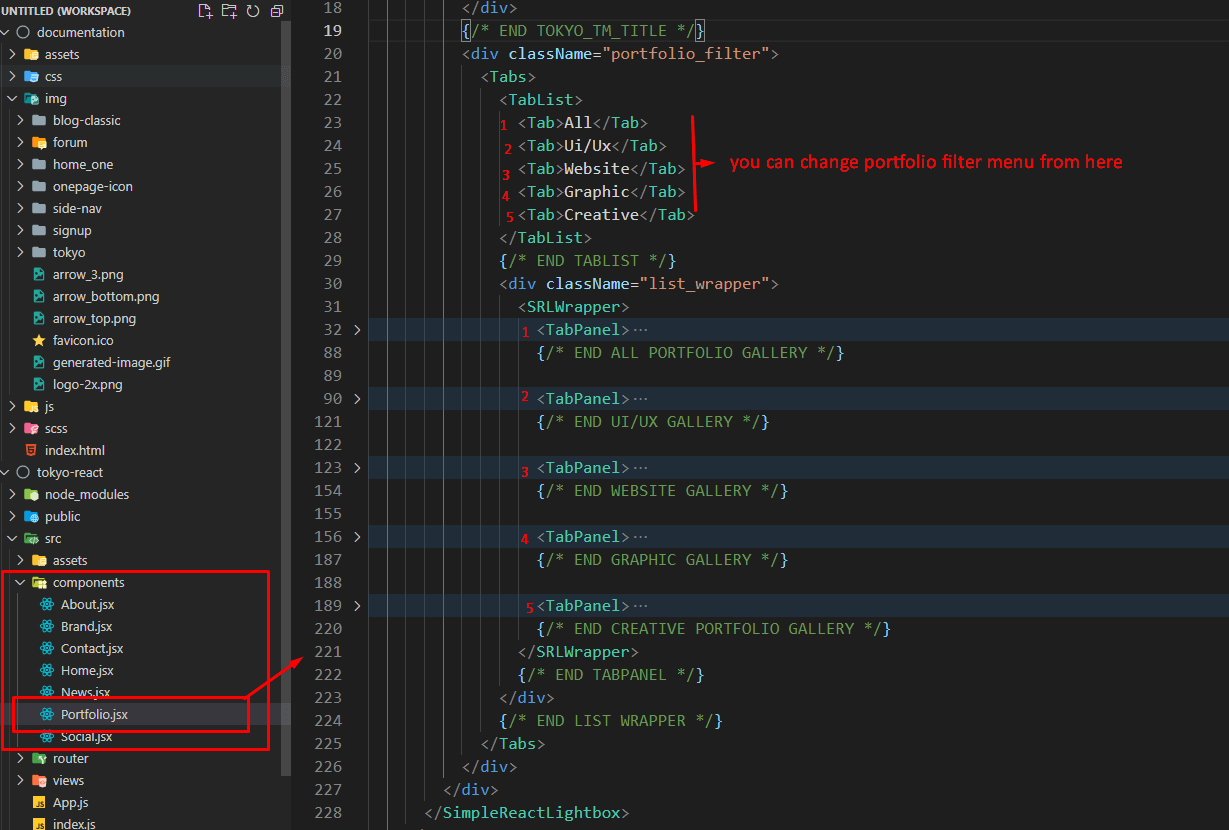 UNTITLED (WORKSPACE)
documentation
assets
css
img
blog-classic
forum
home_one
onepage-icon
side-nav
signup
tokyo
arrow_3.png
arrow_bottom.png
arrow_top.png
favicon.ico
generated-image.gif
logo-2x.png
js
scss
index.html
tokyo-react
node_modules
public
src
assets
components
About.jsx
Brand.jsx
Contact.jsx
Home.jsx
News.jsx
Portfolio.jsx
Social.jsx
router
views
App.js
index.js
18 </div>
19 {/* END TOKYO_TM_TITLE */}
20 <div className="portfolio_filter">
21 <Tabs>
22 <TabList>
23 1 <Tab>All</Tab>
24 2 <Tab>Ui/Ux</Tab>
25 3 <Tab>Website</Tab>
26 4 <Tab>Graphic</Tab>
27 5 <Tab>Creative</Tab>
you can change portfolio filter menu from here
28 </TabList>
29 {/* END TABLIST */}
30 <div className="list_wrapper">
31 <SRLWrapper>
32 1 <TabPanel>···
88 {/* END ALL PORTFOLIO GALLERY */}
89
90 2 <TabPanel>···
121 {/* END UI/UX GALLERY */}
122
123 3 <TabPanel>···
154 {/* END WEBSITE GALLERY */}
155
156 4 <TabPanel>···
187 {/* END GRAPHIC GALLERY */}
188
189 5 <TabPanel>···
220 {/* END CREATIVE PORTFOLIO GALLERY */}
221 </SRLWrapper>
222 {/* END TABPANEL */}
223 </div>
224 {/* END LIST WRAPPER */}
225 </Tabs>
226 </div>
227 </div>
228 </SimpleReactLightbox>